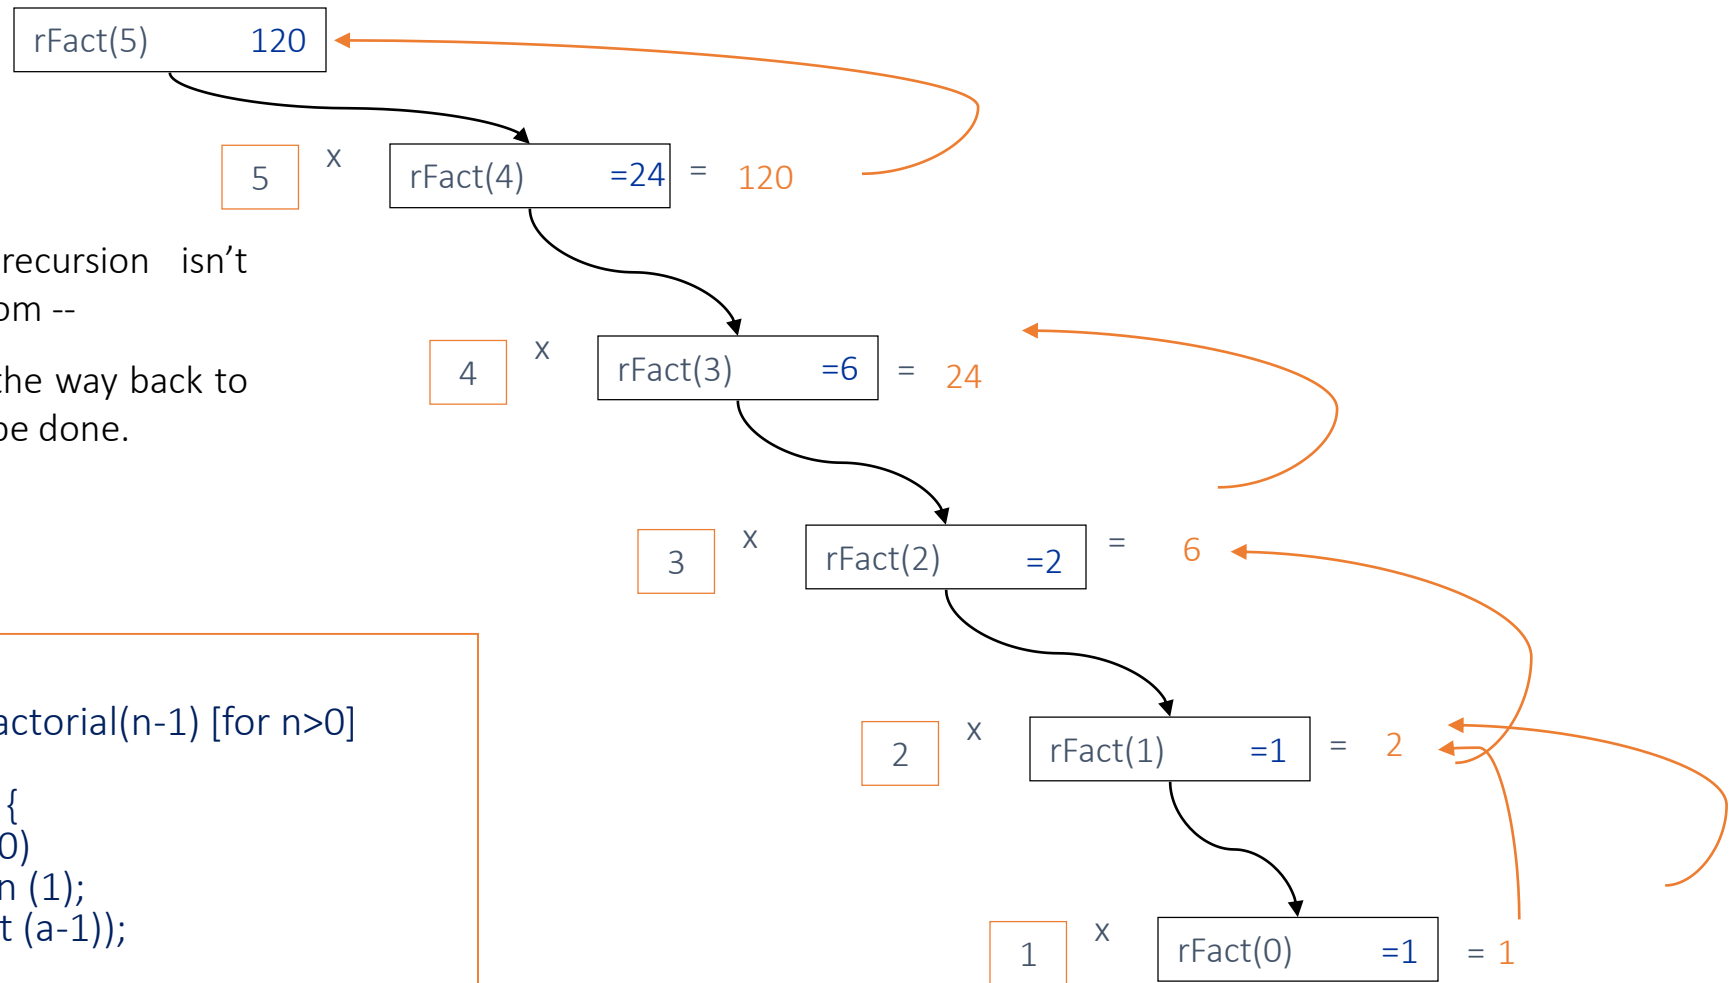 rFact(5) 120
5 x rFact(4) =24 = 120
recursion isn't
om --
the way back to
be done.
4 x rFact(3) =6 = 24
3 x rFact(2) =2 = 6
actorial(n-1) [for n>0]
{
0)
n (1);
t (a-1));
2 x rFact(1) =1 = 2
1 x rFact(0) =1 = 1